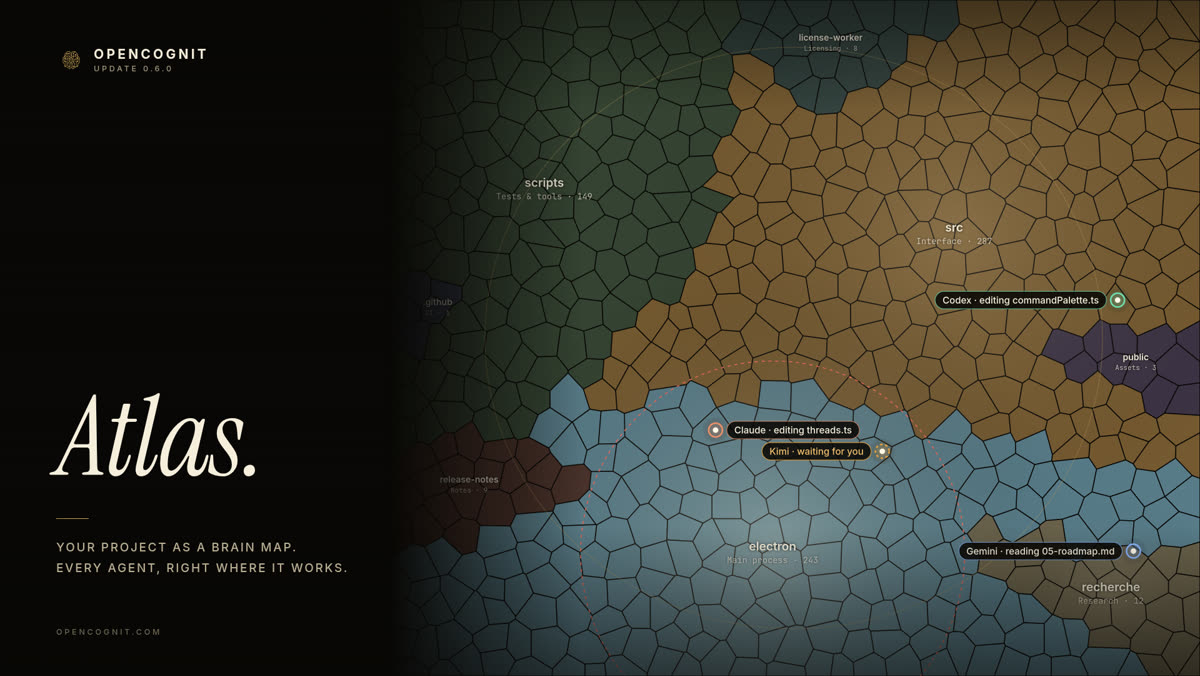 OPENCOGNIT
UPDATE 0.6.0
Atlas.
YOUR PROJECT AS A BRAIN MAP.
EVERY AGENT, RIGHT WHERE IT WORKS.
OPENCOGNIT.COM
license-worker
Licensing · 8
scripts
Tests & tools · 149
src
Interface · 287
github
Codex · editing commandPalette.ts
public
Assets · 3
Claude · editing threads.ts
Kimi · waiting for you
release-notes
Notes · 9
electron
Main process · 243
Gemini · reading 05-roadmap.md
recherche
Research · 12